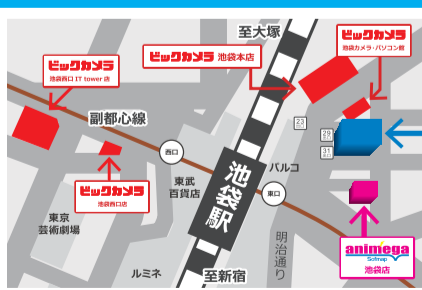 至大塚
ビックカメラ
池袋西口 IT tower 店
ビックカメラ 池袋本店
ビックカメラ
池袋カメラ・パソコン館
副都心線
23
29
31
西口
東武
百貨店
池袋駅
パルコ
東口
ビックカメラ
池袋西口店
東京
芸術劇場
ルミネ
至新宿
明治通り
animega
Sofmap
池袋店